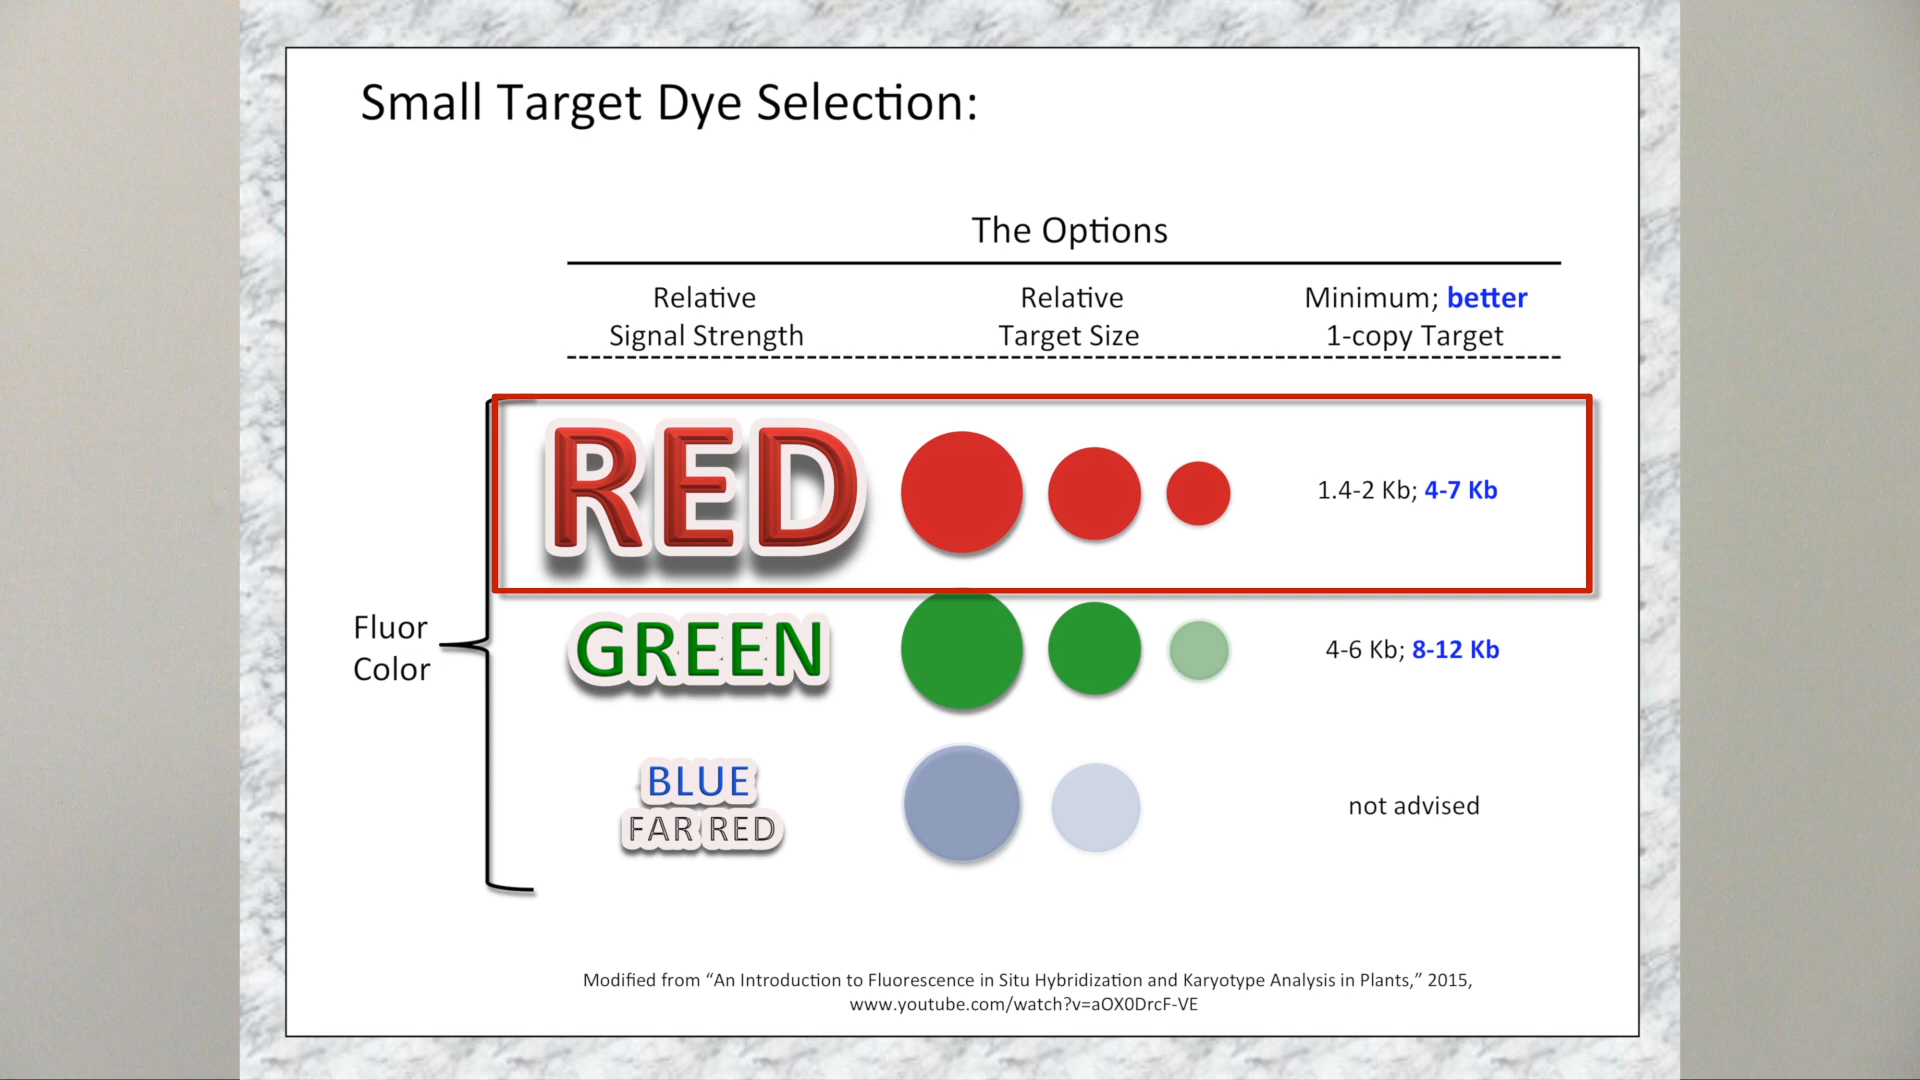 Small Target Dye Selection:
The Options
Relative
Signal Strength
Relative
Target Size
Minimum; better
1-copy Target
RED
1.4-2 Kb; 4-7 Kb
Fluor
Color
GREEN
4-6 Kb; 8-12 Kb
BLUE
FAR RED
not advised
Modified from “An Introduction to Fluorescence in Situ Hybridization and Karyotype Analysis in Plants,” 2015,
www.youtube.com/watch?v=aOX0DrcF-VE